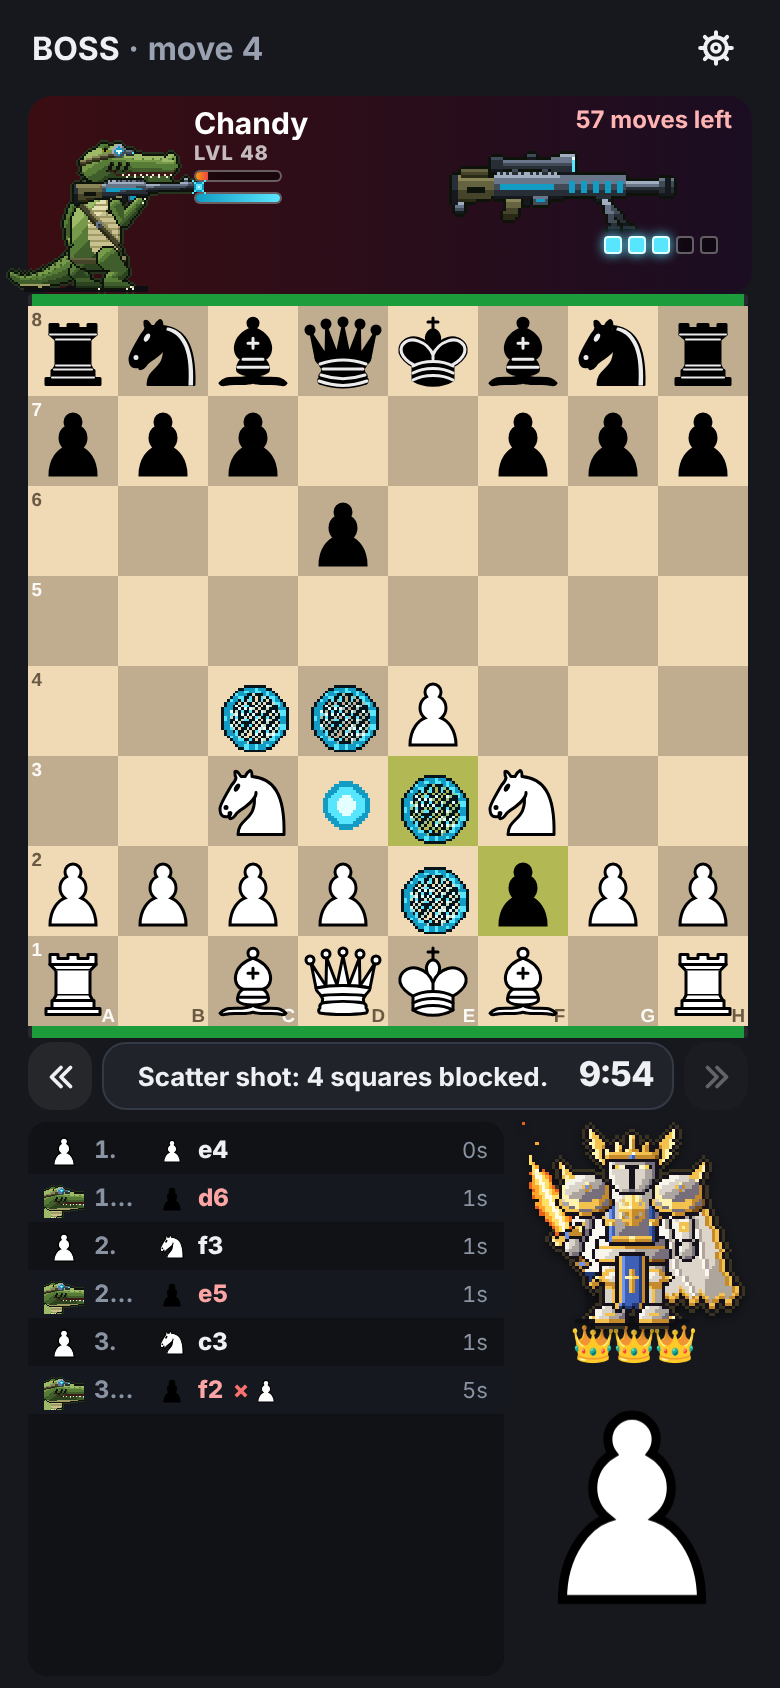 BOSS · move 4
Chandy
57 moves left
LVL 48
8
7
6
5
4
3
2
1
A B C D E F G H
Scatter shot: 4 squares blocked. 9:54
1. e4 0s
1... d6 1s
2. f3 1s
2... e5 1s
3. c3 1s
3... f2 × 5s